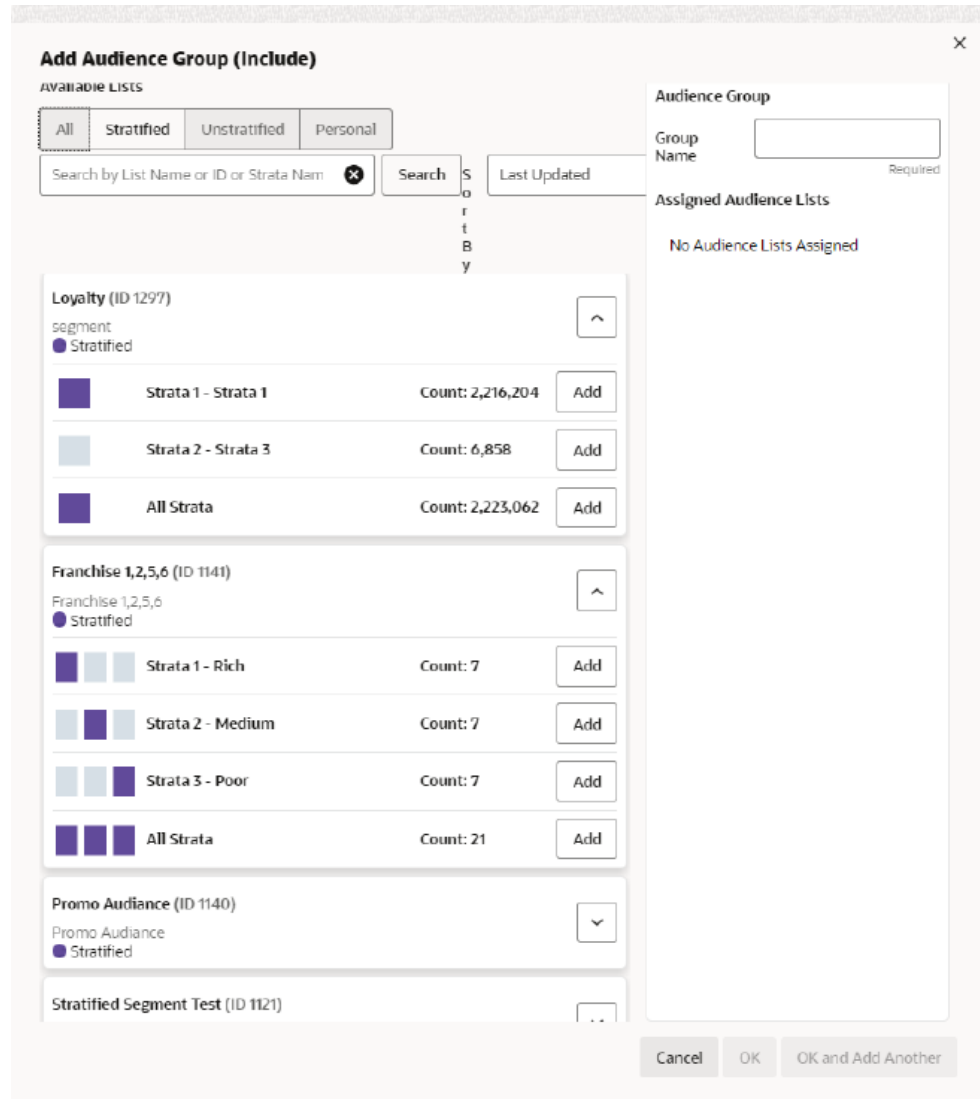 Add Audience Group (Include)
Available Lists
All Stratified Unstratified Personal
Search by List Name or ID or Strata Nam
Search
Sort By
Last Updated
Loyalty (ID 1297)
segment
Stratified
Strata 1 - Strata 1 Count: 2,216,204 Add
Strata 2 - Strata 3 Count: 6,858 Add
All Strata Count: 2,223,062 Add
Franchise 1,2,5,6 (ID 1141)
Franchise 1,2,5,6
Stratified
Strata 1 - Rich Count: 7 Add
Strata 2 - Medium Count: 7 Add
Strata 3 - Poor Count: 7 Add
All Strata Count: 21 Add
Promo Audiance (ID 1140)
Promo Audiance
Stratified
Stratified Segment Test (ID 1121)
Audience Group
Group
Name
Required
Assigned Audience Lists
No Audience Lists Assigned
Cancel OK OK and Add Another